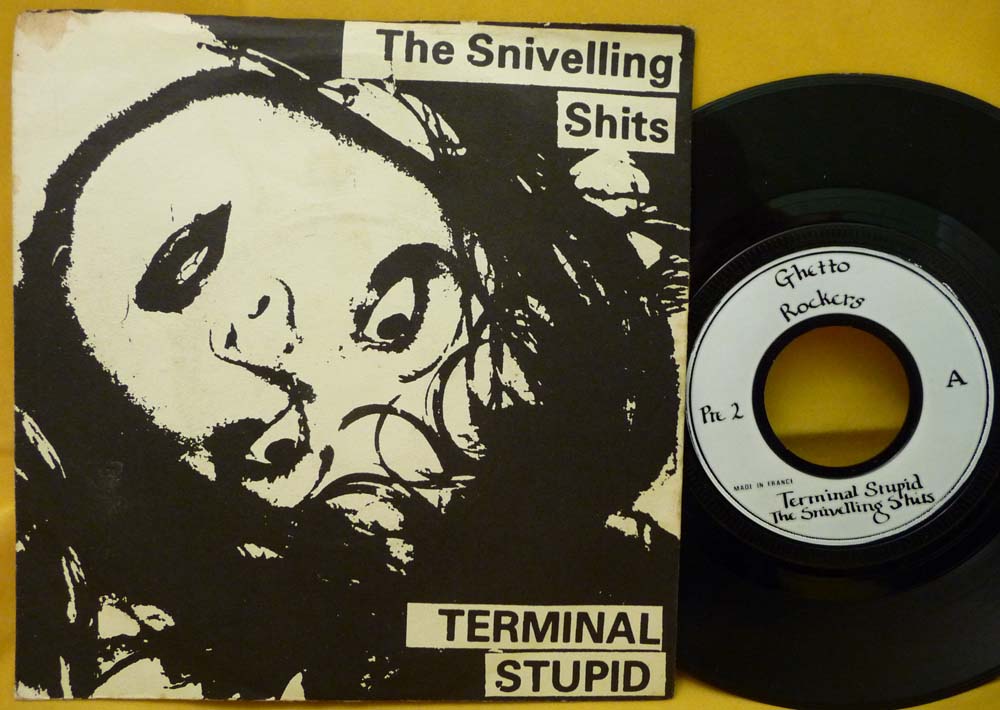 The Snivelling
Shits
TERMINAL
STUPID
Ghetto
Rockers
A
Pre 2
MADE IN FRANCE
Terminal Stupid
The Snivelling Shits